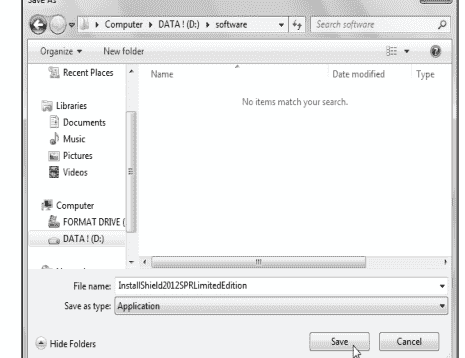 Save As
Computer ▸ DATA ! (D:) ▸ software
Search software
Organize ▾ New folder
Recent Places
Name Date modified Type
No items match your search.
Libraries
Documents
Music
Pictures
Videos
Computer
FORMAT DRIVE (
DATA ! (D:)
File name: InstallShield2012SPRLimitedEdition
Save as type: Application
Hide Folders Save Cancel